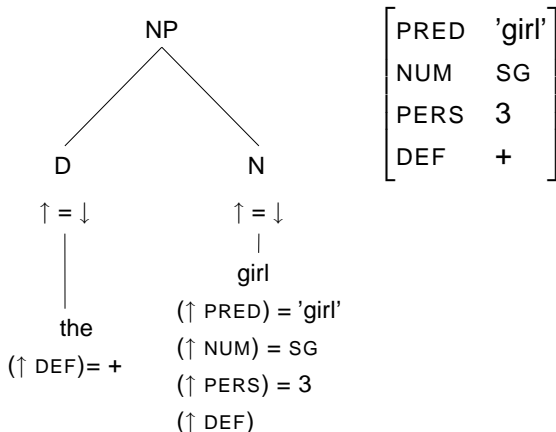 NP
D N
↑ = ↓ ↑ = ↓
the
(↑ DEF)= +
girl
(↑ PRED) = 'girl'
(↑ NUM) = SG
(↑ PERS) = 3
(↑ DEF)
PRED 'girl'
NUM SG
PERS 3
DEF +